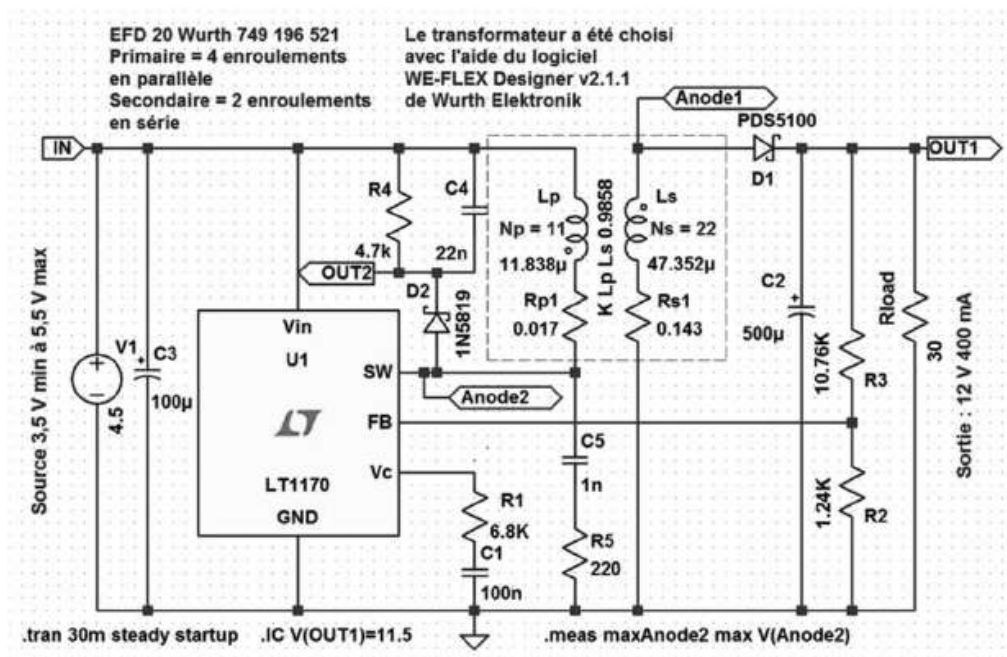 EFD 20 Wurth 749 196 521
Primaire = 4 enroulements
en parallèle
Secondaire = 2 enroulements
en série
Le transformateur a été choisi
avec l'aide du logiciel
WE-FLEX Designer v2.1.1
de Wurth Elektronik
Anode1
PDS5100
IN
OUT1
D1
R4
4.7k
C4
22n
Lp
Np = 11
11.838µ
K Lp Ls 0.9858
Ls
Ns = 22
47.352µ
OUT2
D2
1N5819
Rp1
0.017
Rs1
0.143
C2
500µ
Rload
30
10.76K
R3
Source 3,5 V min à 5,5 V max
V1
4.5
C3
100µ
Vin
U1
SW
FB
Vc
LT1170
GND
Anode2
C5
1n
R1
6.8K
C1
100n
R5
220
1.24K
R2
Sortie : 12 V 400 mA
.tran 30m steady startup
.IC V(OUT1)=11.5
.meas maxAnode2 max V(Anode2)